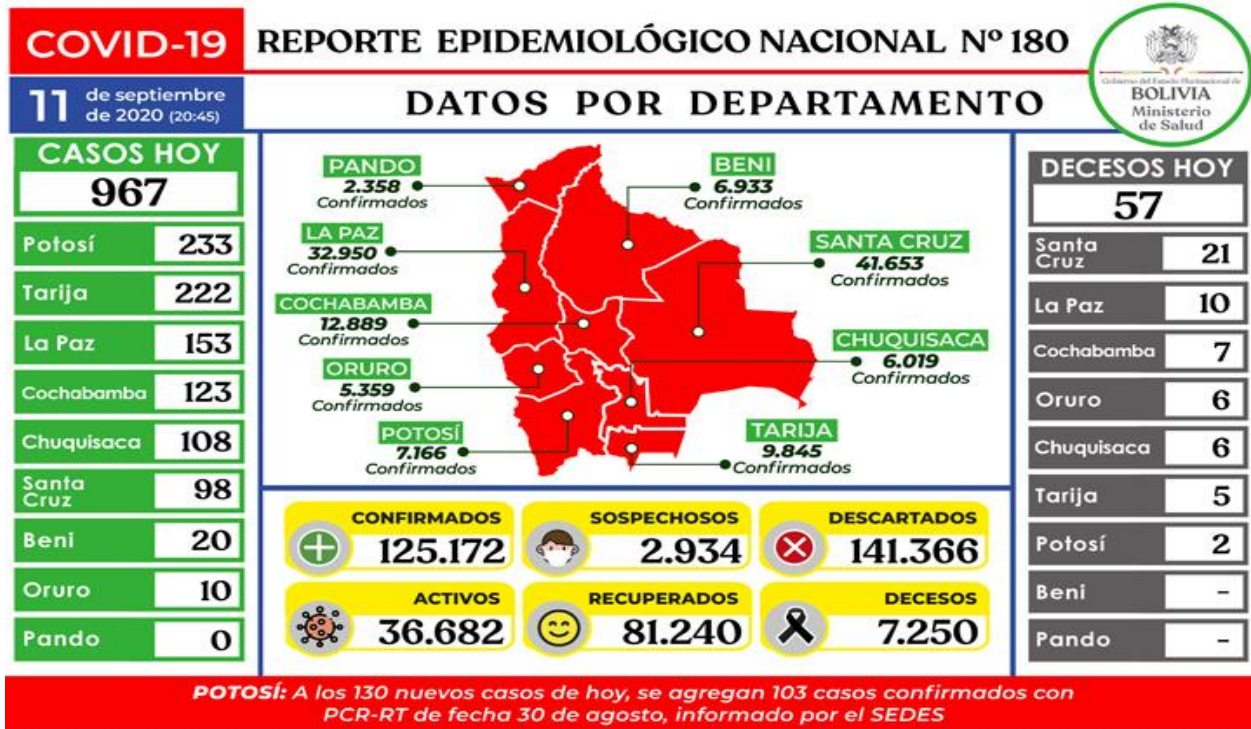 COVID-19
REPORTE EPIDEMIOLÓGICO NACIONAL Nº 180
11 de septiembre
de 2020 (20:45)
DATOS POR DEPARTAMENTO
Gobierno del Estado Plurinacional de
BOLIVIA
Ministerio
de Salud
CASOS HOY
967
Potosí 233
Tarija 222
La Paz 153
Cochabamba 123
Chuquisaca 108
Santa
Cruz 98
Beni 20
Oruro 10
Pando 0
PANDO
2.358
Confirmados
LA PAZ
32.950
Confirmados
COCHABAMBA
12.889
Confirmados
ORURO
5.359
Confirmados
POTOSÍ
7.166
Confirmados
BENI
6.933
Confirmados
SANTA CRUZ
41.653
Confirmados
CHUQUISACA
6.019
Confirmados
TARIJA
9.845
Confirmados
CONFIRMADOS
125.172
SOSPECHOSOS
2.934
DESCARTADOS
141.366
ACTIVOS
36.682
RECUPERADOS
81.240
DECESOS
7.250
DECESOS HOY
57
Santa
Cruz 21
La Paz 10
Cochabamba 7
Oruro 6
Chuquisaca 6
Tarija 5
Potosí 2
Beni -
Pando -
POTOSÍ: A los 130 nuevos casos de hoy, se agregan 103 casos confirmados con
PCR-RT de fecha 30 de agosto, informado por el SEDES